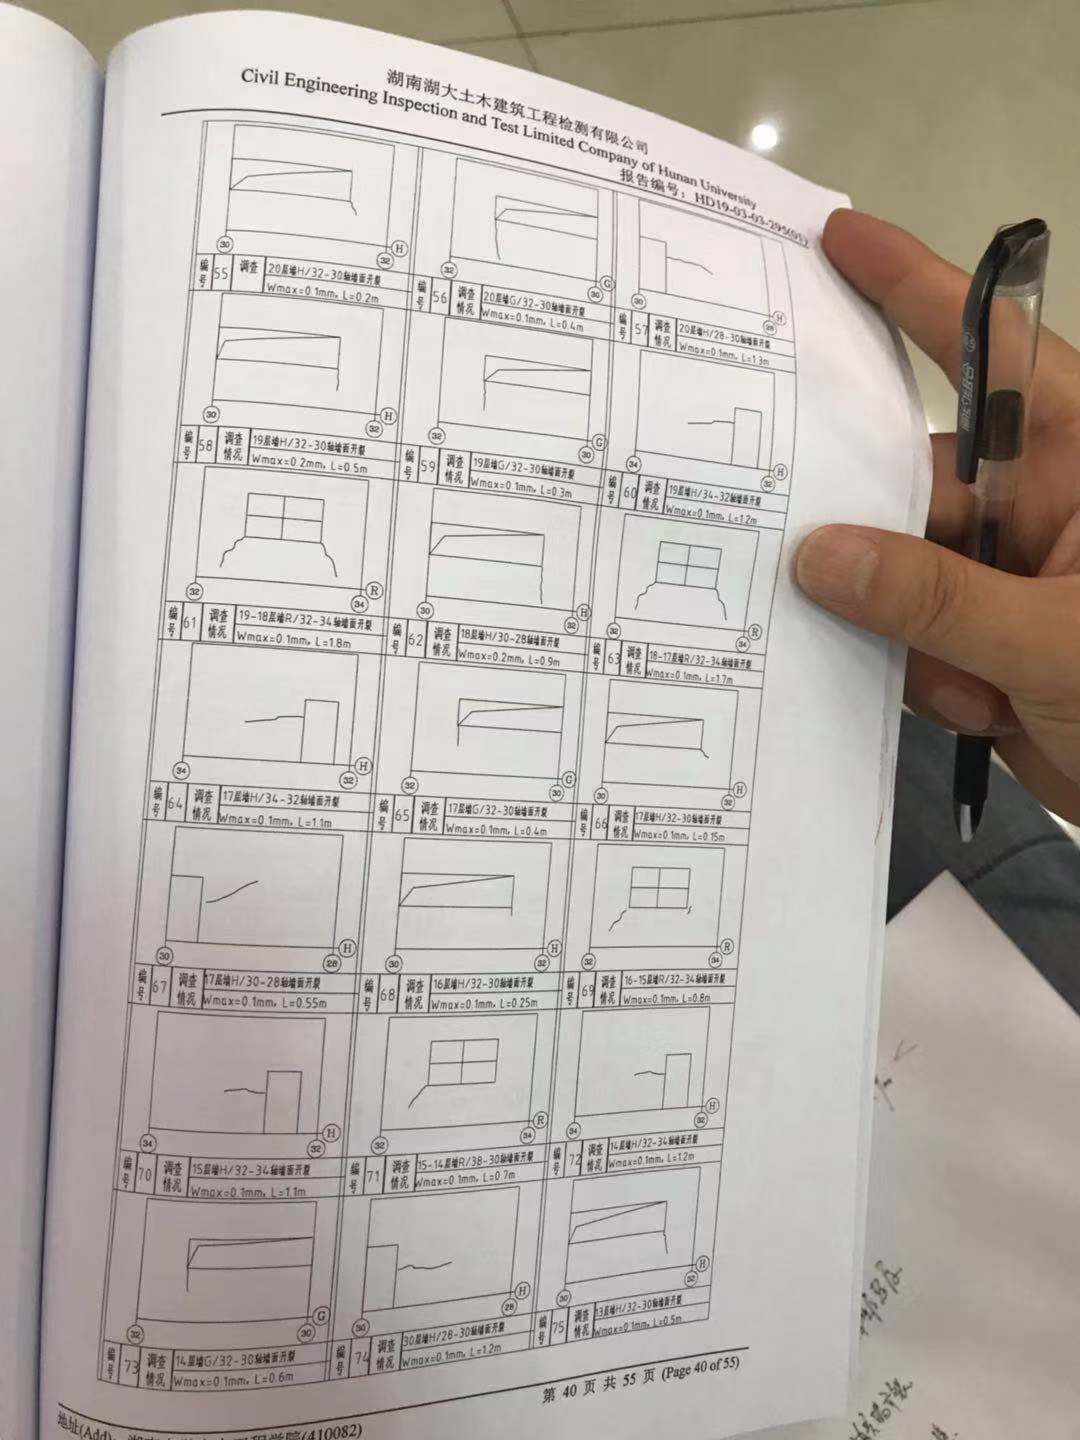 湖南湖大土木建筑工程检测有限公司
Civil Engineering Inspection and Test Limited Company of Hunan University
报告编号：HD19-03-03-295(01)
30 32 H
32 30 G
30 28 H
编号 55 调查 20层墙H/32-30轴墙面开裂
Wmax=0.1mm, L=0.2m
编号 56 调查情况 20层墙G/32-30轴墙面开裂
Wmax=0.1mm, L=0.4m
编号 57 调查情况 20层墙H/28-30轴墙面开裂
Wmax=0.1mm, L=1.3m
30 32 H
32 30 G
34 32 H
编号 58 调查情况 19层墙H/32-30轴墙面开裂
Wmax=0.2mm, L=0.5m
编号 59 调查情况 19层墙G/32-30轴墙面开裂
Wmax=0.1mm, L=0.3m
编号 60 调查情况 19层墙H/34-32轴墙面开裂
Wmax=0.1mm, L=1.2m
32 34 R
30 32 H
32 34 R
编号 61 调查情况 19-18层墙R/32-34轴墙面开裂
Wmax=0.1mm, L=1.8m
编号 62 调查情况 18层墙H/30-28轴墙面开裂
Wmax=0.2mm, L=0.9m
编号 63 调查情况 18-17层墙R/32-34轴墙面开裂
Wmax=0.1mm, L=1.7m
34 32 H
32 30 G
30 32 H
编号 64 调查情况 17层墙H/34-32轴墙面开裂
Wmax=0.1mm, L=1.1m
编号 65 调查情况 17层墙G/32-30轴墙面开裂
Wmax=0.1mm, L=0.4m
编号 66 调查情况 17层墙H/32-30轴墙面开裂
Wmax=0.1mm, L=0.15m
30 28 H
30 32 H
32 34 R
编号 67 调查情况 17层墙H/30-28轴墙面开裂
Wmax=0.1mm, L=0.55m
编号 68 调查情况 16层墙H/32-30轴墙面开裂
Wmax=0.1mm, L=0.25m
编号 69 调查情况 16-15层墙R/32-34轴墙面开裂
Wmax=0.1mm, L=0.8m
34 32 H
32 34 R
34 32 H
编号 70 调查情况 15层墙H/32-34轴墙面开裂
Wmax=0.1mm, L=1.1m
编号 71 调查情况 15-14层墙R/38-30轴墙面开裂
Wmax=0.1mm, L=0.7m
编号 72 调查情况 14层墙H/32-34轴墙面开裂
Wmax=0.1mm, L=1.2m
32 30 G
30 28 H
30 32 H
编号 73 调查情况 14层墙G/32-30轴墙面开裂
Wmax=0.1mm, L=0.6m
编号 74 调查情况 30层墙H/28-30轴墙面开裂
Wmax=0.1mm, L=1.2m
编号 75 调查情况 13层墙H/32-30轴墙面开裂
Wmax=0.1mm, L=0.5m
第 40 页 共 55 页 (Page 40 of 55)
地址(Add): 湖南 工程学院(410082)